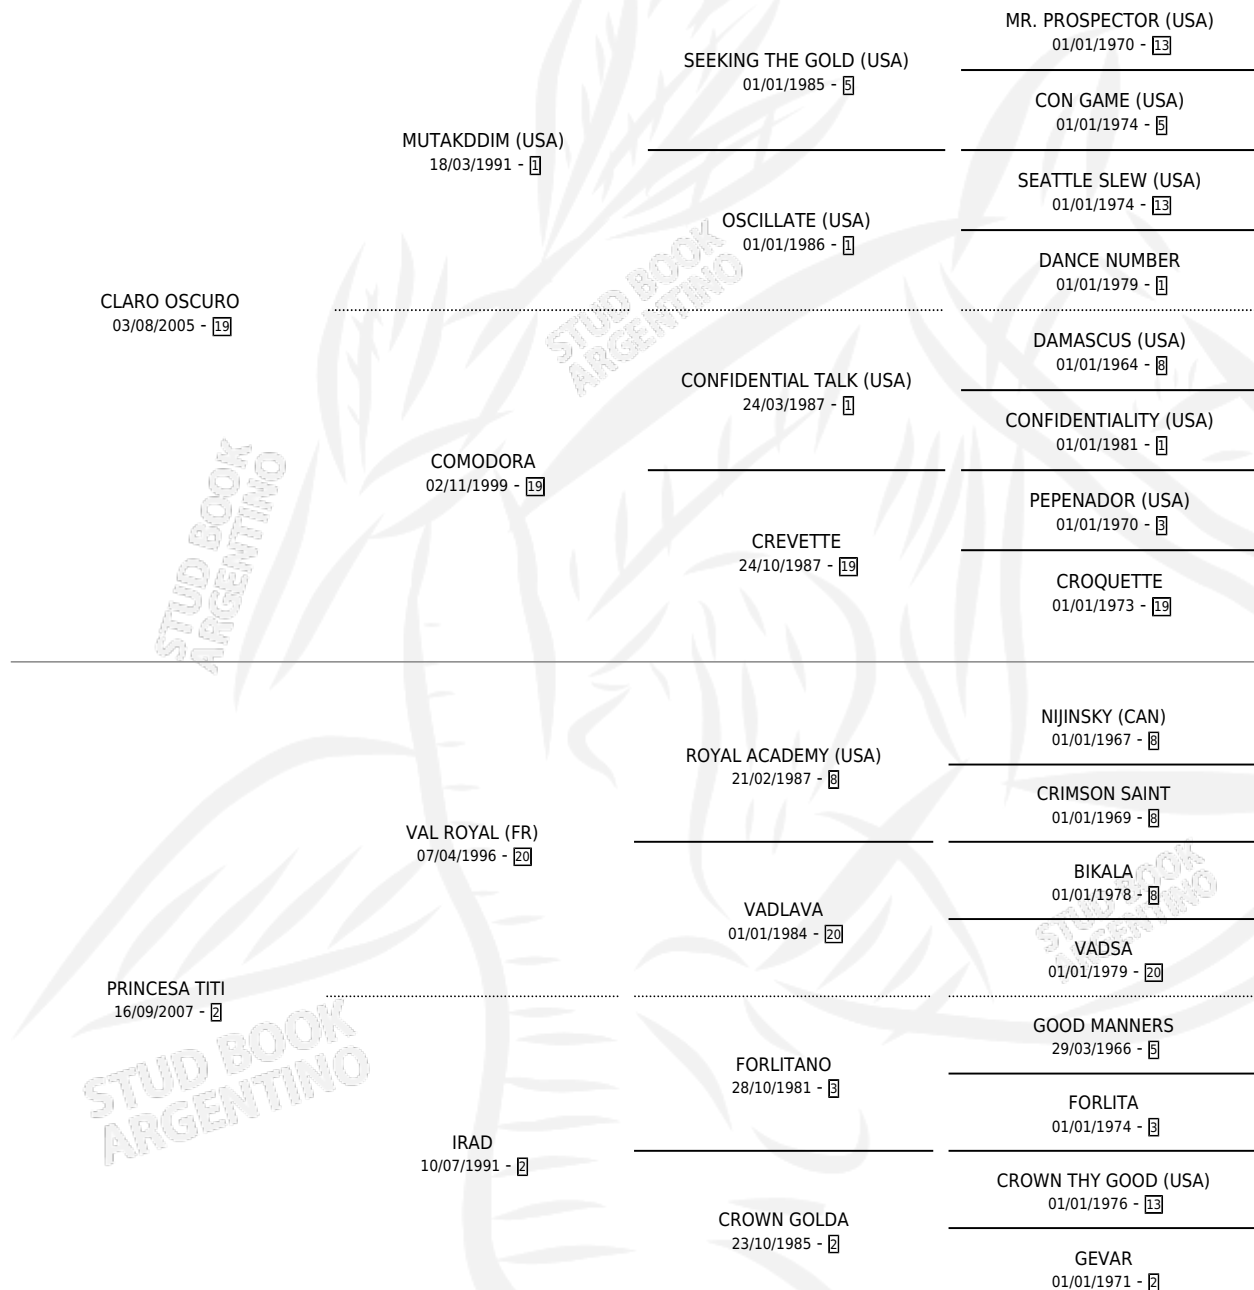 MR. PROSPECTOR (USA)
01/01/1970 - 13
SEEKING THE GOLD (USA)
01/01/1985 - 5
CON GAME (USA)
01/01/1974 - 5
MUTAKDDIM (USA)
18/03/1991 - 1
SEATTLE SLEW (USA)
01/01/1974 - 13
OSCILLATE (USA)
01/01/1986 - 1
DANCE NUMBER
01/01/1979 - 1
CLARO OSCURO
03/08/2005 - 19
DAMASCUS (USA)
01/01/1964 - 8
CONFIDENTIAL TALK (USA)
24/03/1987 - 1
CONFIDENTIALITY (USA)
01/01/1981 - 1
COMODORA
02/11/1999 - 19
PEPENADOR (USA)
01/01/1970 - 3
CREVETTE
24/10/1987 - 19
CROQUETTE
01/01/1973 - 19
NIJINSKY (CAN)
01/01/1967 - 8
ROYAL ACADEMY (USA)
21/02/1987 - 8
CRIMSON SAINT
01/01/1969 - 8
VAL ROYAL (FR)
07/04/1996 - 20
BIKALA
01/01/1978 - 8
VADLAVA
01/01/1984 - 20
VADSA
01/01/1979 - 20
PRINCESA TITI
16/09/2007 - 2
GOOD MANNERS
29/03/1966 - 5
FORLITANO
28/10/1981 - 3
FORLITA
01/01/1974 - 3
IRAD
10/07/1991 - 2
CROWN THY GOOD (USA)
01/01/1976 - 13
CROWN GOLDA
23/10/1985 - 2
GEVAR
01/01/1971 - 2
STUD BOOK
ARGENTINO
STUD BOOK
ARGENTINO
STUD BOOK
ARGENTINO
STUD BOOK
ARGENTINO